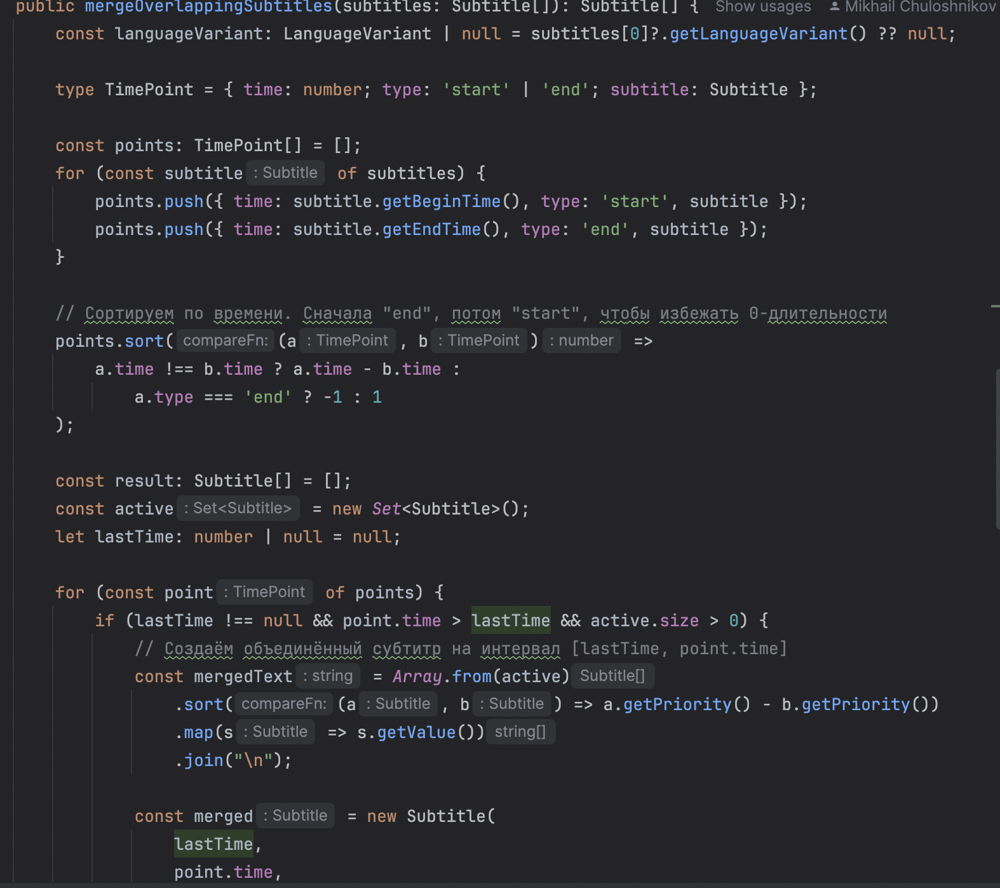 public mergeOverlappingSubtitles(subtitles: Subtitle[]): Subtitle[] { Show usages Mikhail Chuloshnikov
const languageVariant: LanguageVariant | null = subtitles[0]?.getLanguageVariant() ?? null;
type TimePoint = { time: number; type: 'start' | 'end'; subtitle: Subtitle };
const points: TimePoint[] = [];
for (const subtitle : Subtitle of subtitles) {
points.push({ time: subtitle.getBeginTime(), type: 'start', subtitle });
points.push({ time: subtitle.getEndTime(), type: 'end', subtitle });
}
// Сортируем по времени. Сначала "end", потом "start", чтобы избежать 0-длительности
points.sort( compareFn: (a : TimePoint , b : TimePoint ) : number =>
a.time !== b.time ? a.time - b.time :
a.type === 'end' ? -1 : 1
);
const result: Subtitle[] = [];
const active : Set<Subtitle> = new Set<Subtitle>();
let lastTime: number | null = null;
for (const point : TimePoint of points) {
if (lastTime !== null && point.time > lastTime && active.size > 0) {
// Создаём объединённый субтитр на интервал [lastTime, point.time]
const mergedText : string = Array.from(active) Subtitle[]
.sort( compareFn: (a : Subtitle , b : Subtitle ) => a.getPriority() - b.getPriority())
.map(s : Subtitle => s.getValue()) string[]
.join("\n");
const merged : Subtitle = new Subtitle(
lastTime,
point.time,